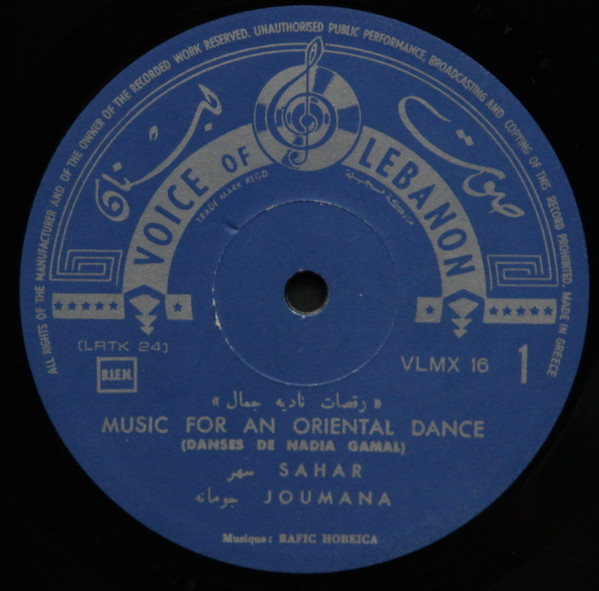 ALL RIGHTS OF THE MANUFACTURER AND OF THE OWNER OF THE RECORDED WORK RESERVED, UNAUTHORISED PUBLIC PERFORMANCE, BROADCASTING AND COPYING OF THIS RECORD PROHIBITED. MADE IN GREECE
صوت لبنان
VOICE OF LEBANON
TRADE MARK REGD ماركة مسجلة
(LRTK 24)
B.I.E.M.
VLMX 16 1
« رقصات ناديه جمال »
MUSIC FOR AN ORIENTAL DANCE
(DANSES DE NADIA GAMAL)
سهر SAHAR
جومانه JOUMANA
Musique: RAFIC HOBEICA